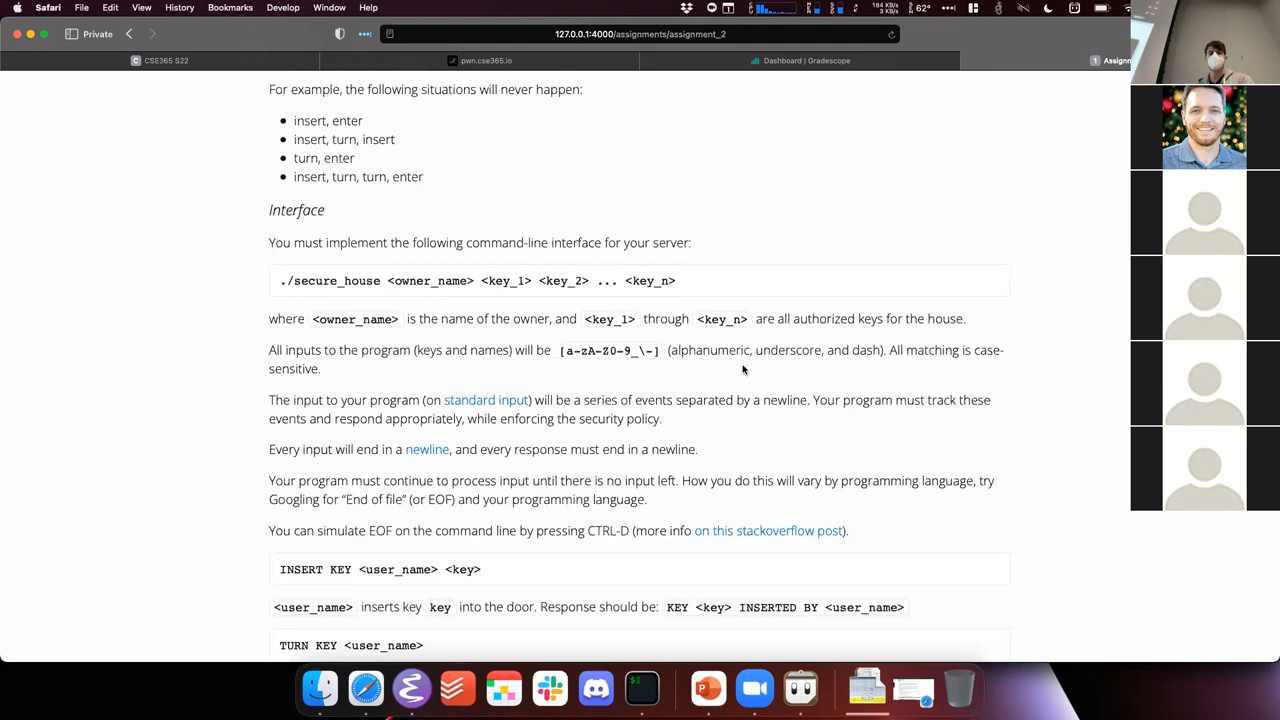 Safari File Edit View History Bookmarks Develop Window Help 184 KB/s 3 KB/s 62°
Private 127.0.0.1:4000/assignments/assignment_2
C CSE365 S22 pwn.cse365.io Dashboard | Gradescope 1 Assignm
For example, the following situations will never happen:
insert, enter
insert, turn, insert
turn, enter
insert, turn, turn, enter
Interface
You must implement the following command-line interface for your server:
./secure_house <owner_name> <key_1> <key_2> ... <key_n>
where <owner_name> is the name of the owner, and <key_1> through <key_n> are all authorized keys for the house.
All inputs to the program (keys and names) will be [a-zA-Z0-9_\-] (alphanumeric, underscore, and dash). All matching is case-
sensitive.
The input to your program (on standard input) will be a series of events separated by a newline. Your program must track these
events and respond appropriately, while enforcing the security policy.
Every input will end in a newline, and every response must end in a newline.
Your program must continue to process input until there is no input left. How you do this will vary by programming language, try
Googling for “End of file” (or EOF) and your programming language.
You can simulate EOF on the command line by pressing CTRL-D (more info on this stackoverflow post).
INSERT KEY <user_name> <key>
<user_name> inserts key key into the door. Response should be: KEY <key> INSERTED BY <user_name>
TURN KEY <user_name>